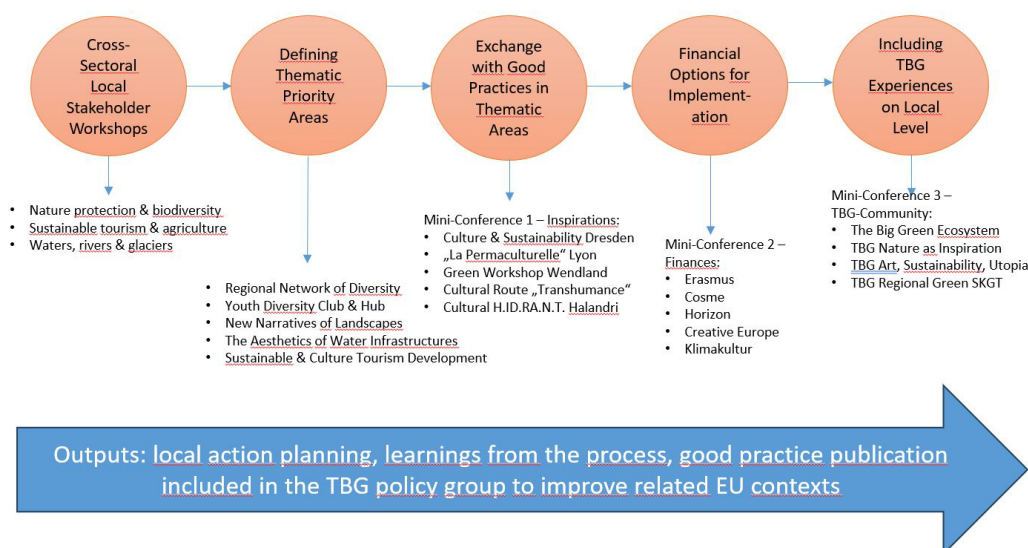 Cross-
Sectoral
Local
Stakeholder
Workshops
Defining
Thematic
Priority
Areas
Exchange
with Good
Practices in
Thematic
Areas
Financial
Options for
Implement-
ation
Including
TBG
Experiences
on Local
Level
• Nature protection & biodiversity
• Sustainable tourism & agriculture
• Waters, rivers & glaciers
• Regional Network of Diversity
• Youth Diversity Club & Hub
• New Narratives of Landscapes
• The Aesthetics of Water Infrastructures
• Sustainable & Culture Tourism Development
Mini-Conference 1 – Inspirations:
• Culture & Sustainability Dresden
• „La Permaculturelle“ Lyon
• Green Workshop Wendland
• Cultural Route „Transhumance“
• Cultural H.ID.RA.N.T. Halandri
Mini-Conference 2 –
Finances:
• Erasmus
• Cosme
• Horizon
• Creative Europe
• Klimakultur
Mini-Conference 3 –
TBG-Community:
• The Big Green Ecosystem
• TBG Nature as Inspiration
• TBG Art, Sustainability, Utopia
• TBG Regional Green SKGT
Outputs: local action planning, learnings from the process, good practice publication
included in the TBG policy group to improve related EU contexts